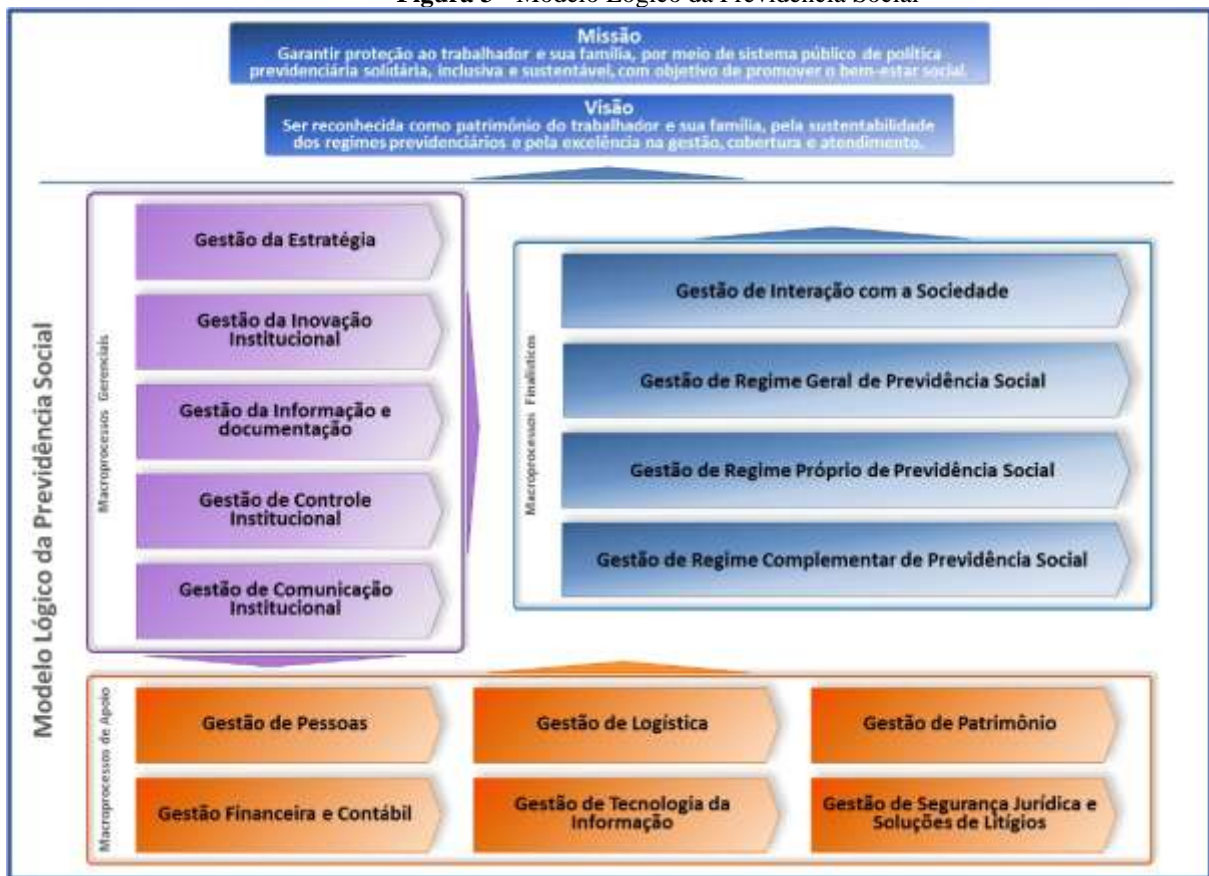 Figura 3 - Modelo Lógico da Previdência Social
Missão
Garantir proteção ao trabalhador e sua família, por meio de sistema público de política
previdenciária solidária, inclusiva e sustentável, com objetivo de promover o bem-estar social.
Visão
Ser reconhecida como patrimônio do trabalhador e sua família, pela sustentabilidade
dos regimes previdenciários e pela excelência na gestão, cobertura e atendimento.
Modelo Lógico da Previdência Social
Macroprocessos Gerenciais
Gestão da Estratégia
Gestão da Inovação
Institucional
Gestão da Informação e
documentação
Gestão de Controle
Institucional
Gestão de Comunicação
Institucional
Macroprocessos Finalísticos
Gestão de Interação com a Sociedade
Gestão de Regime Geral de Previdência Social
Gestão de Regime Próprio de Previdência Social
Gestão de Regime Complementar de Previdência Social
Macroprocessos de Apoio
Gestão de Pessoas
Gestão de Logística
Gestão de Patrimônio
Gestão Financeira e Contábil
Gestão de Tecnologia da
Informação
Gestão de Segurança Jurídica e
Soluções de Litígios